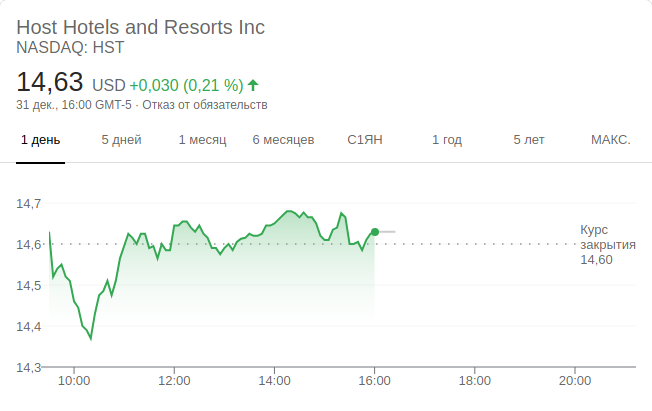 Host Hotels and Resorts Inc
NASDAQ: HST
14,63 USD +0,030 (0,21 %)
31 дек., 16:00 GMT-5 · Отказ от обязательств
1 день 5 дней 1 месяц 6 месяцев С1ЯН 1 год 5 лет МАКС.
14,7
14,6
14,5
14,4
14,3
Курс
закрытия
14,60
10:00 12:00 14:00 16:00 18:00 20:00